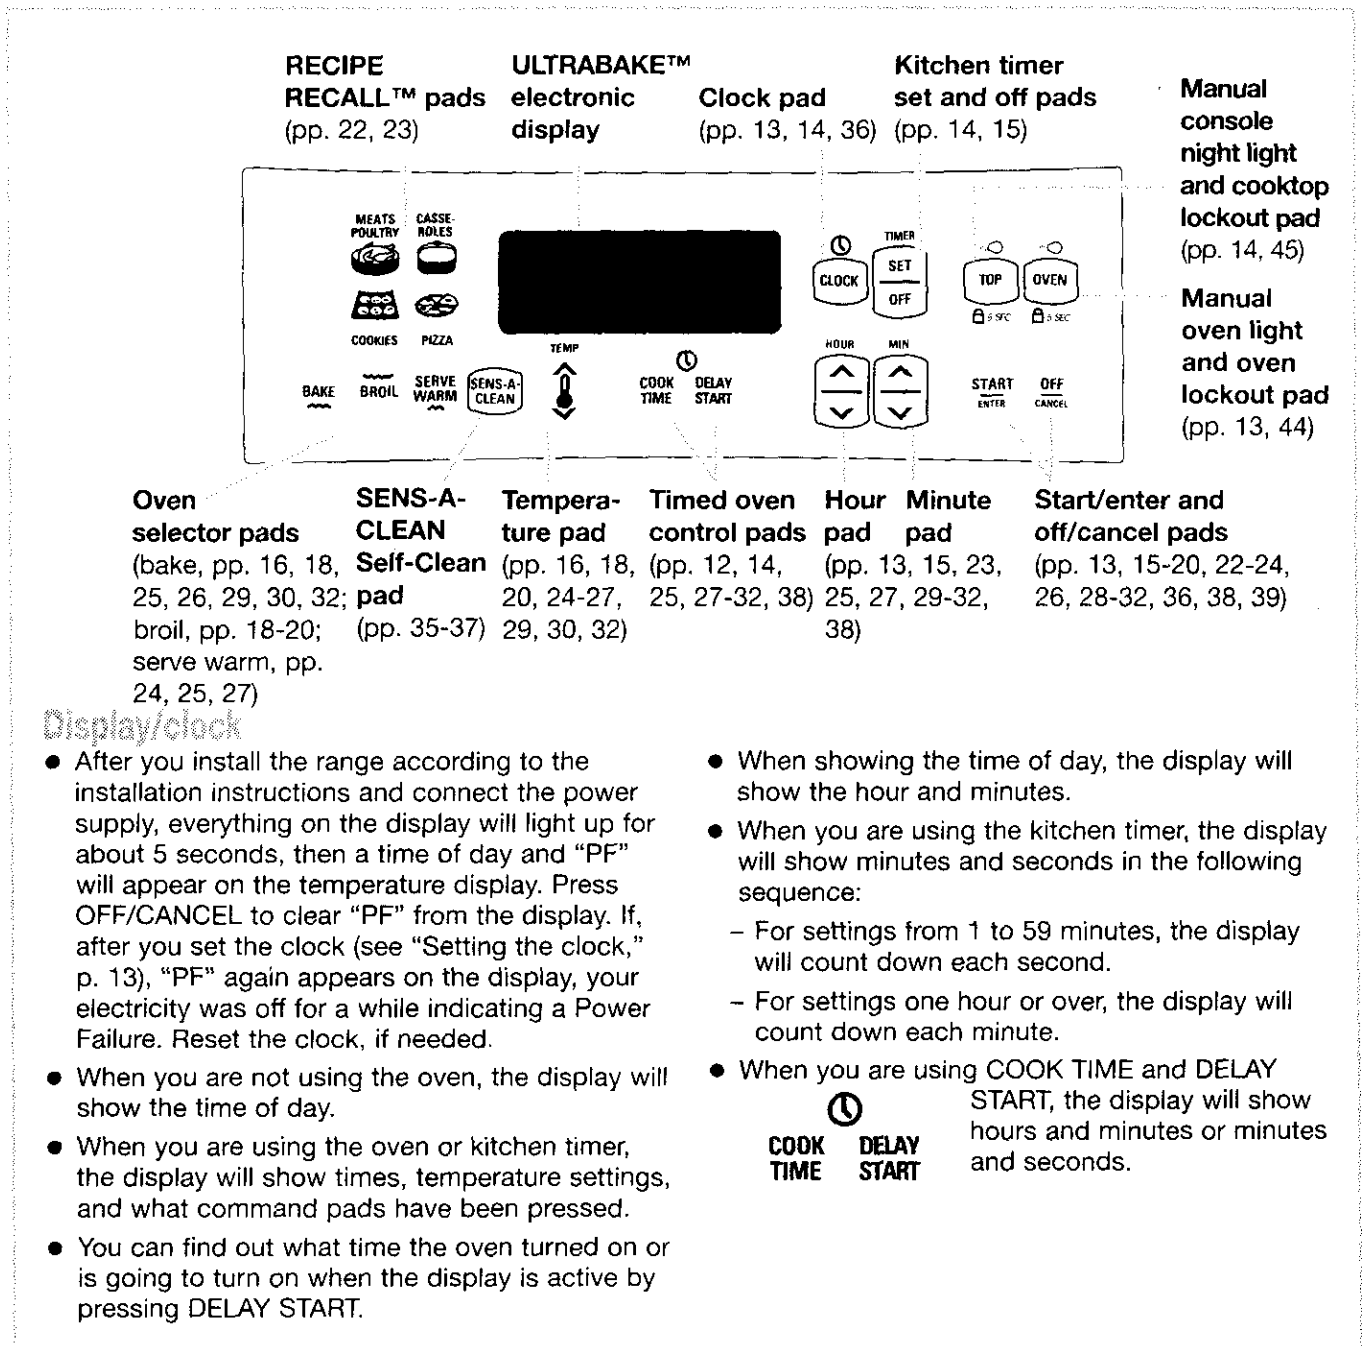 RECIPE
RECALL™ pads
(pp. 22, 23)
ULTRABAKE™
electronic
display
Clock pad
(pp. 13, 14, 36)
Kitchen timer
set and off pads
(pp. 14, 15)
Manual
console
night light
and cooktop
lockout pad
(pp. 14, 45)
Manual
oven light
and oven
lockout pad
(pp. 13, 44)
MEATS
POULTRY
CASSE-
ROLES
COOKIES
PIZZA
BAKE
BROIL
SERVE
WARM
SENS-A-
CLEAN
TEMP
COOK
TIME
DELAY
START
CLOCK
TIMER
SET
OFF
HOUR
MIN
TOP
OVEN
5 SEC
5 SEC
START
ENTER
OFF
CANCEL
Oven
selector pads
(bake, pp. 16, 18,
25, 26, 29, 30, 32;
broil, pp. 18-20;
serve warm, pp.
24, 25, 27)
SENS-A-
CLEAN
Self-Clean
pad
(pp. 35-37)
Tempera-
ture pad
(pp. 16, 18,
20, 24-27,
29, 30, 32)
Timed oven
control pads
(pp. 12, 14,
25, 27-32, 38)
Hour Minute
pad pad
(pp. 13, 15, 23,
25, 27, 29-32,
38)
Start/enter and
off/cancel pads
(pp. 13, 15-20, 22-24,
26, 28-32, 36, 38, 39)
Display/clock
● After you install the range according to the
installation instructions and connect the power
supply, everything on the display will light up for
about 5 seconds, then a time of day and “PF”
will appear on the temperature display. Press
OFF/CANCEL to clear “PF” from the display. If,
after you set the clock (see “Setting the clock,”
p. 13), “PF” again appears on the display, your
electricity was off for a while indicating a Power
Failure. Reset the clock, if needed.
● When you are not using the oven, the display will
show the time of day.
● When you are using the oven or kitchen timer,
the display will show times, temperature settings,
and what command pads have been pressed.
● You can find out what time the oven turned on or
is going to turn on when the display is active by
pressing DELAY START.
● When showing the time of day, the display will
show the hour and minutes.
● When you are using the kitchen timer, the display
will show minutes and seconds in the following
sequence:
– For settings from 1 to 59 minutes, the display
will count down each second.
– For settings one hour or over, the display will
count down each minute.
● When you are using COOK TIME and DELAY
START, the display will show
hours and minutes or minutes
and seconds.
COOK DELAY
TIME START